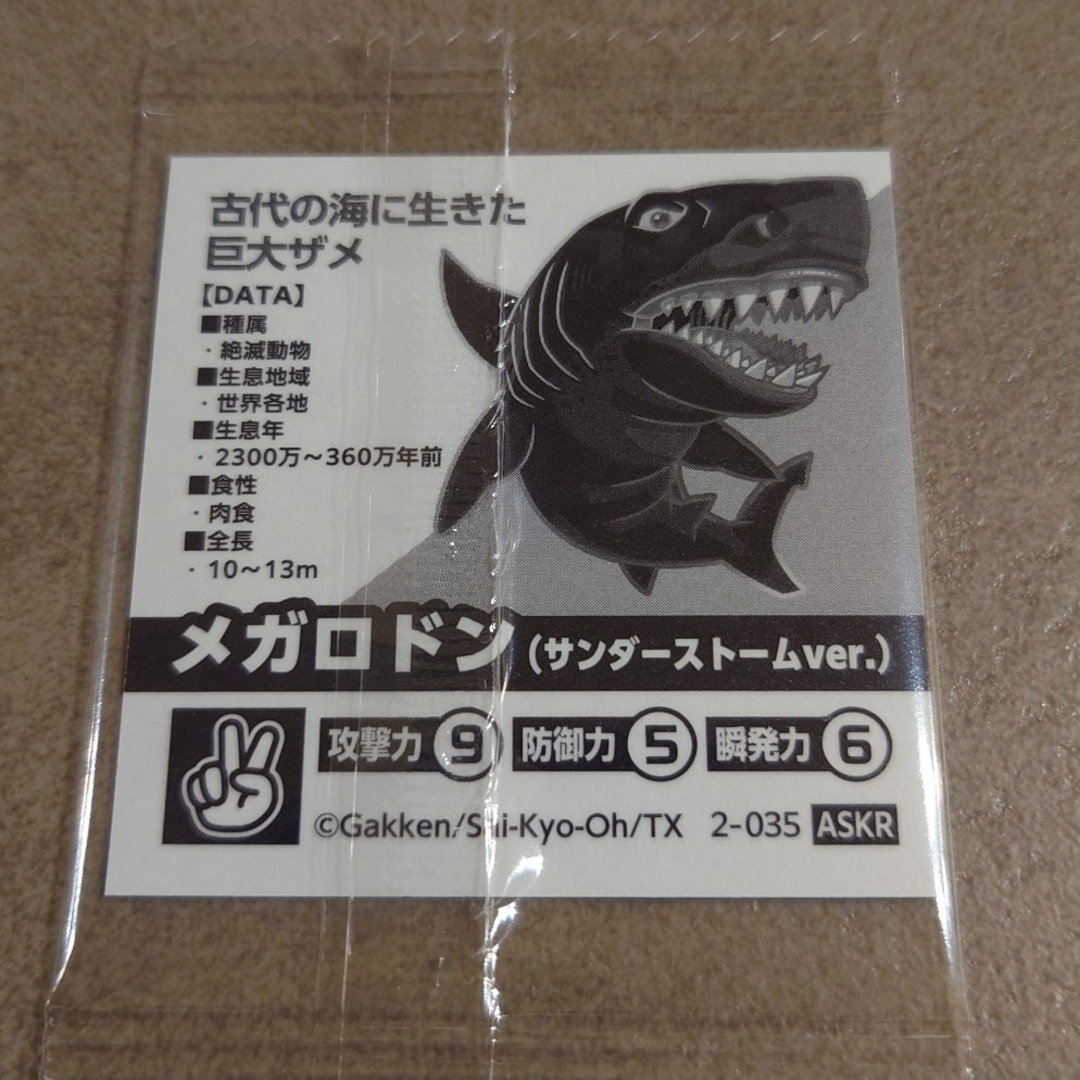 古代の海に生きた
巨大ザメ
【DATA】
■種属
・絶滅動物
■生息地域
・世界各地
■生息年
・2300万～360万年前
■食性
・肉食
■全長
・10～13m
メガロドン(サンダーストームver.)
攻撃力 9 防御力 5 瞬発力 6
©Gakken/Sai-Kyo-Oh/TX 2-035 ASKR